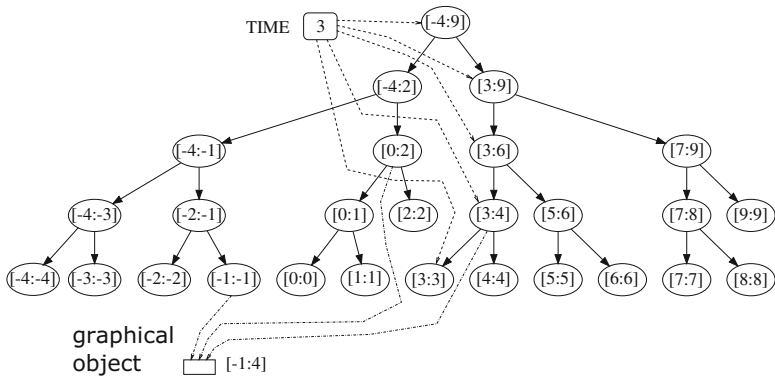 TIME 3 [-4:9]
[-4:2] [3:9]
[-4:-1] [0:2] [3:6] [7:9]
[-4:-3] [-2:-1] [0:1] [2:2] [3:4] [5:6] [7:8] [9:9]
[-4:-4] [-3:-3] [-2:-2] [-1:-1] [0:0] [1:1] [3:3] [4:4] [5:5] [6:6] [7:7] [8:8]
graphical
object [-1:4]